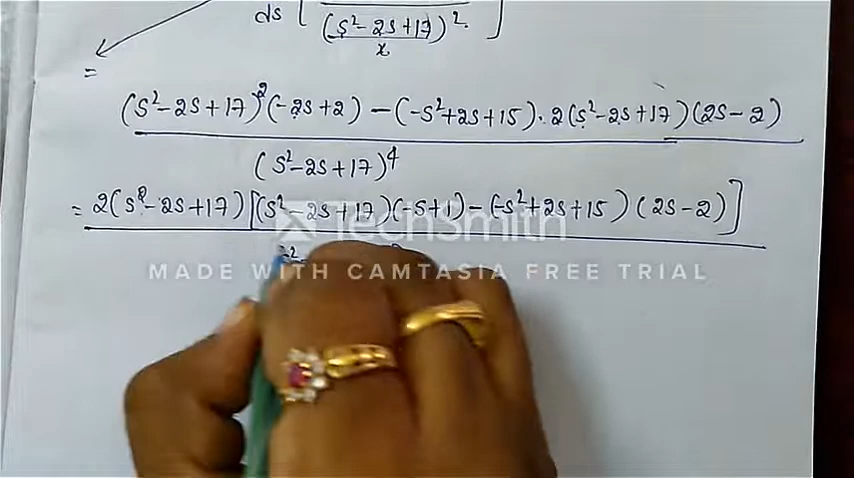 ds [ (s²-2s+17)².
x ]
=
(s²-2s+17)²(-2s+2) - (-s²+2s+15).2(s²-2s+17)(2s-2)
(s²-2s+17)⁴
= 2(s²-2s+17)[(s²-2s+17)(-s+1)-(-s²+2s+15)(2s-2)]
TechSmith
MADE WITH CAMTASIA FREE TRIAL